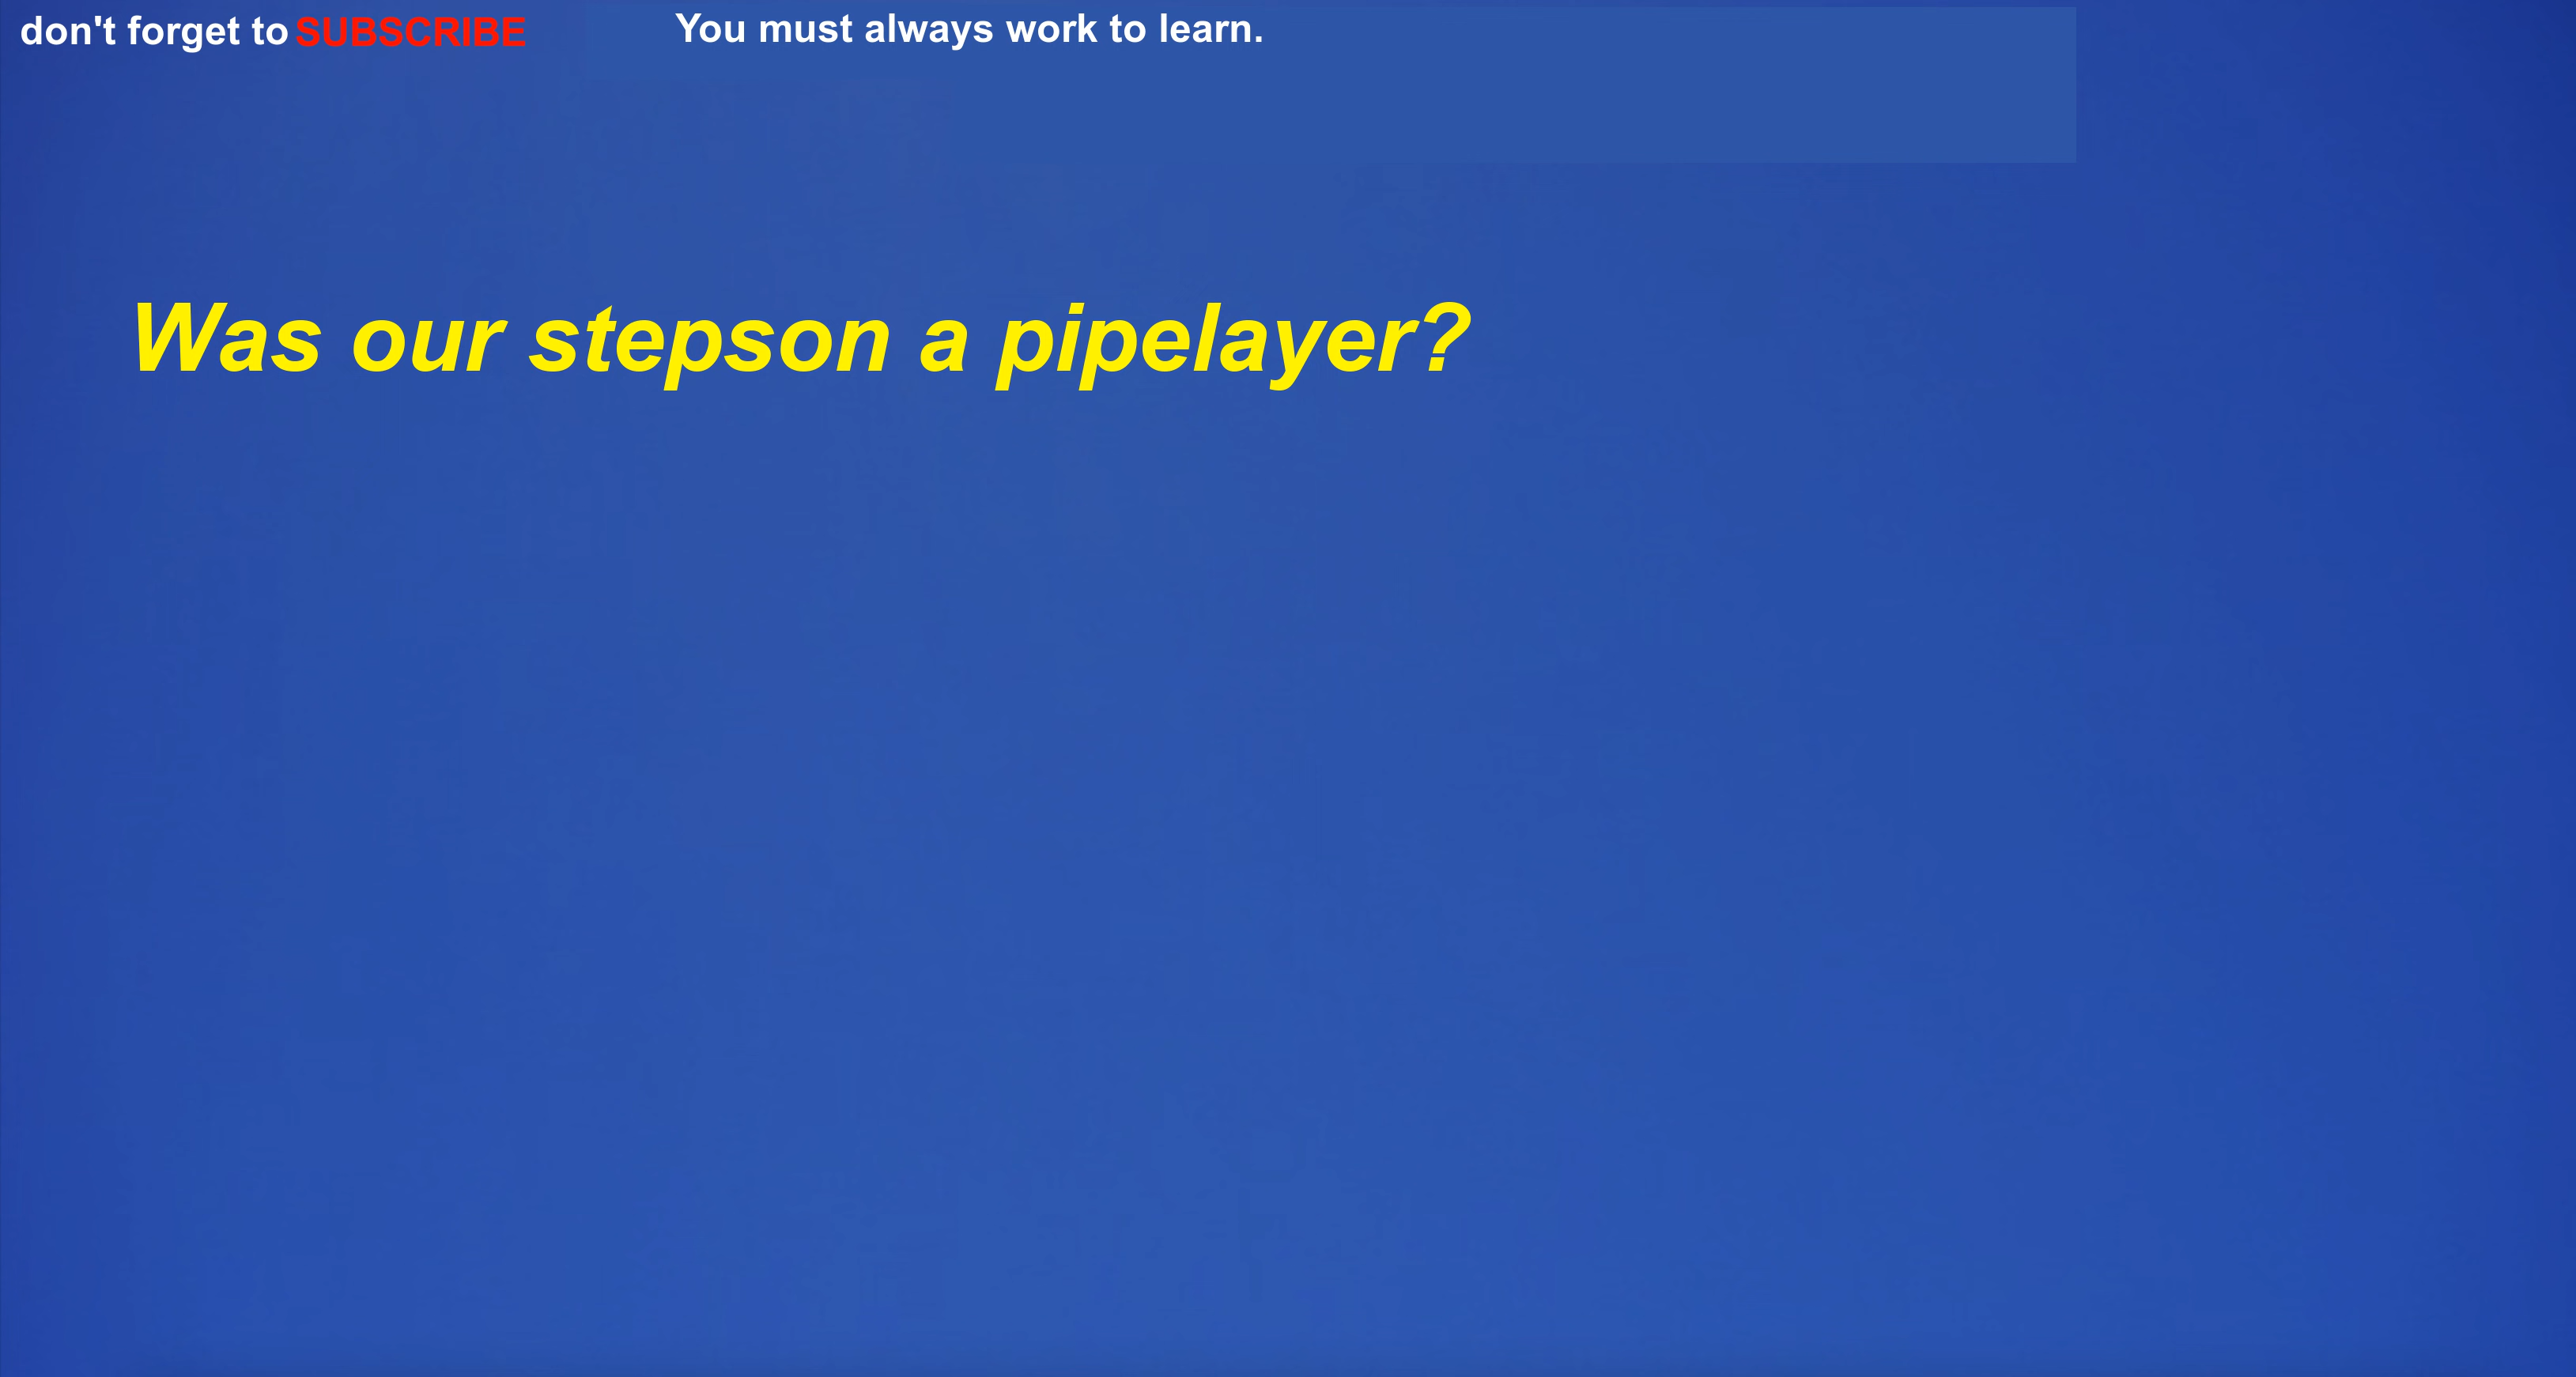 don't forget to SUBSCRIBE
You must always work to learn.
Was our stepson a pipelayer?